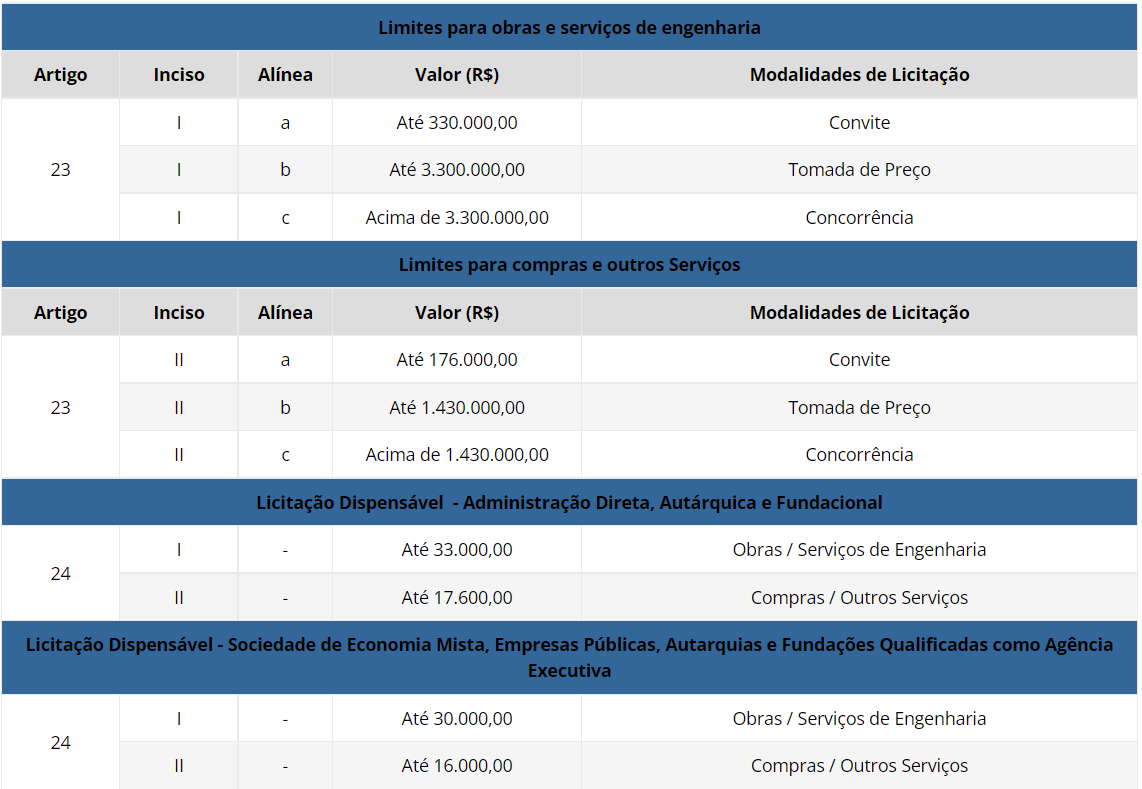 Limites para obras e serviços de engenharia
Artigo Inciso Alínea Valor (R$) Modalidades de Licitação
I a Até 330.000,00 Convite
23 I b Até 3.300.000,00 Tomada de Preço
I c Acima de 3.300.000,00 Concorrência
Limites para compras e outros Serviços
Artigo Inciso Alínea Valor (R$) Modalidades de Licitação
II a Até 176.000,00 Convite
23 II b Até 1.430.000,00 Tomada de Preço
II c Acima de 1.430.000,00 Concorrência
Licitação Dispensável - Administração Direta, Autárquica e Fundacional
24
I - Até 33.000,00 Obras / Serviços de Engenharia
II - Até 17.600,00 Compras / Outros Serviços
Licitação Dispensável - Sociedade de Economia Mista, Empresas Públicas, Autarquias e Fundações Qualificadas como Agência
Executiva
24
I - Até 30.000,00 Obras / Serviços de Engenharia
II - Até 16.000,00 Compras / Outros Serviços